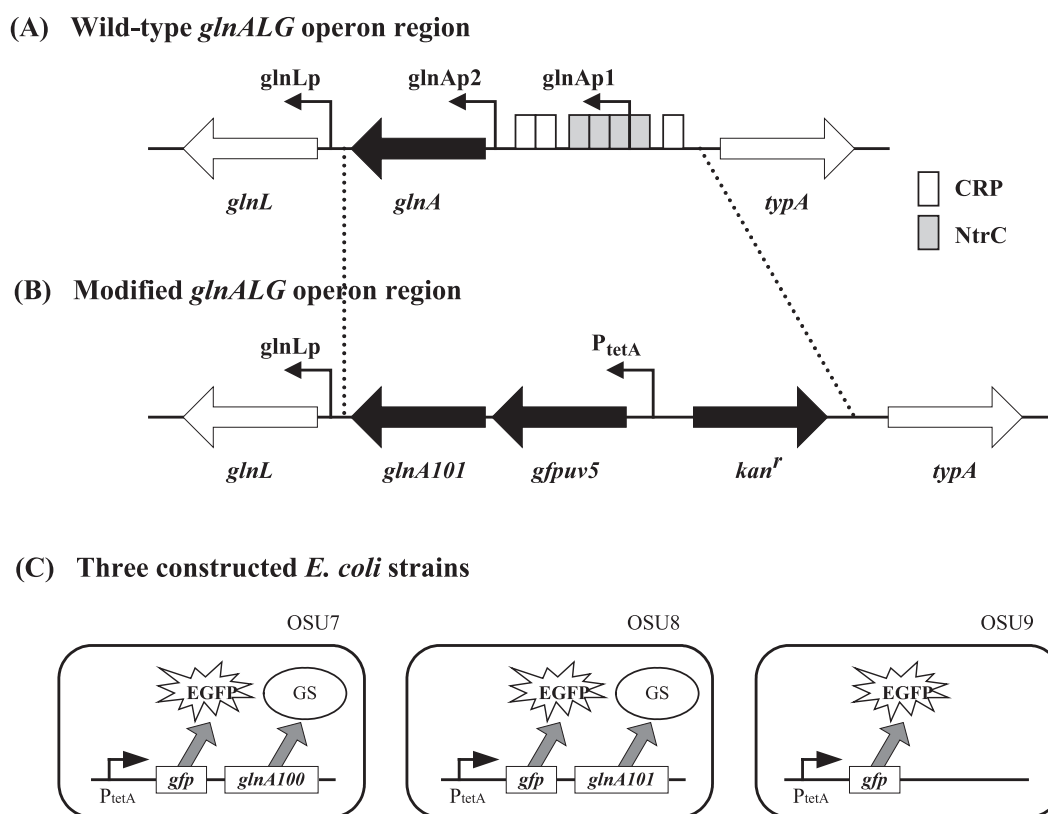 (A) Wild-type glnALG operon region
glnLp glnAp2 glnAp1
glnL glnA typA
CRP
NtrC
(B) Modified glnALG operon region
glnLp PtetA
glnL glnA101 gfpuv5 kanr typA
(C) Three constructed E. coli strains
OSU7 OSU8 OSU9
EGFP GS EGFP GS EGFP
gfp glnA100 gfp glnA101 gfp
PtetA PtetA PtetA